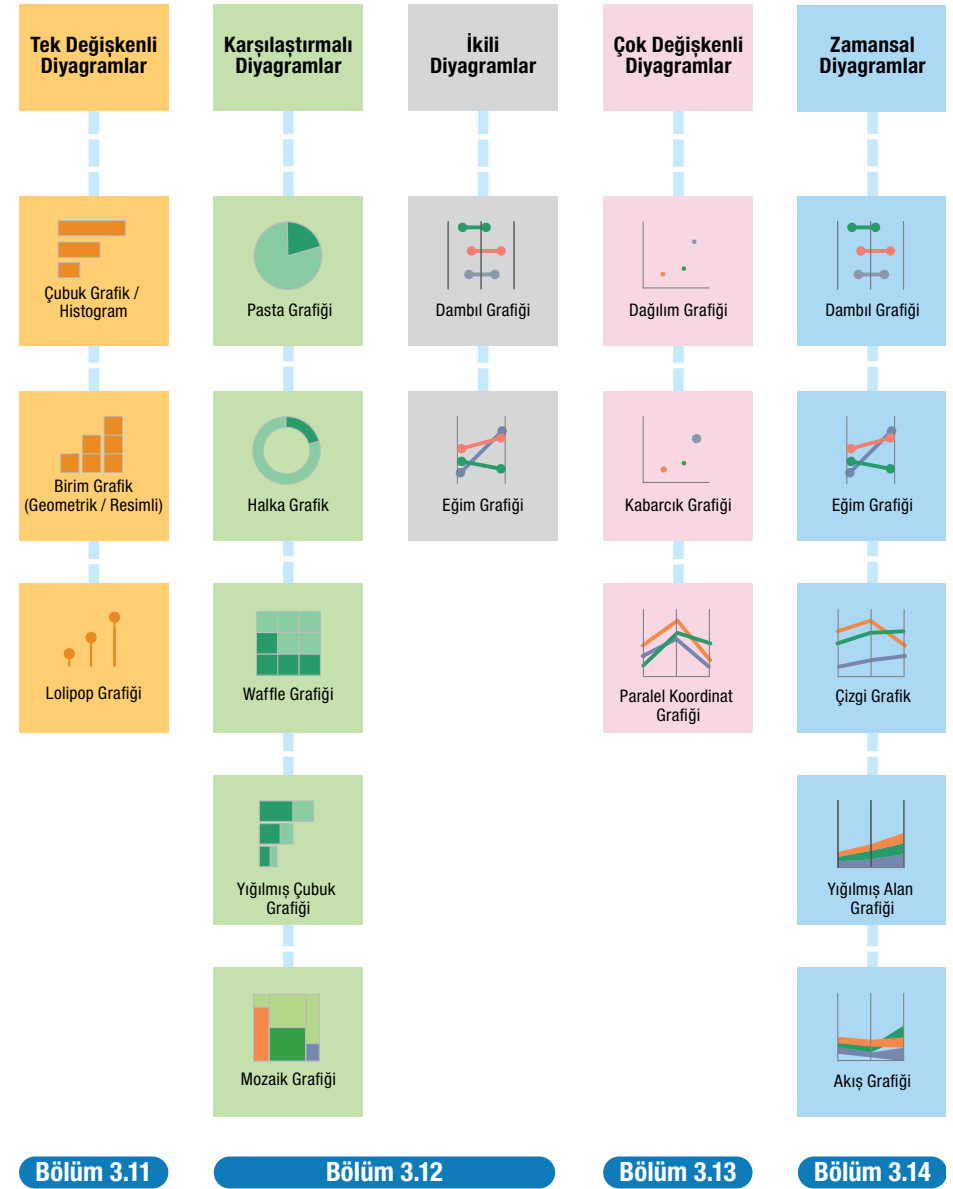 Tek Değişkenli
Diyagramlar
Karşılaştırmalı
Diyagramlar
İkili
Diyagramlar
Çok Değişkenli
Diyagramlar
Zamansal
Diyagramlar
Çubuk Grafik /
Histogram
Pasta Grafiği
Dambıl Grafiği
Dağılım Grafiği
Dambıl Grafiği
Birim Grafik
(Geometrik / Resimli)
Halka Grafik
Eğim Grafiği
Kabarcık Grafiği
Eğim Grafiği
Lolipop Grafiği
Waffle Grafiği
Paralel Koordinat
Grafiği
Çizgi Grafik
Yığılmış Çubuk
Grafiği
Yığılmış Alan
Grafiği
Mozaik Grafiği
Akış Grafiği
Bölüm 3.11
Bölüm 3.12
Bölüm 3.13
Bölüm 3.14